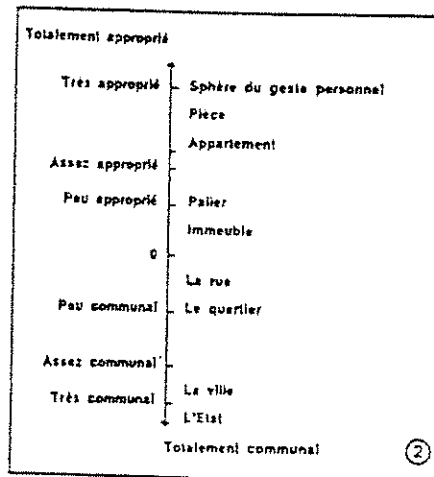 Totalement approprié
Très approprié Sphère du geste personnel
Pièce
Appartement
Assez approprié
Peu approprié Palier
Immeuble
0
La rue
Peu communal Le quartier
Assez communal
Très communal La ville
L'Etat
Totalement communal
2